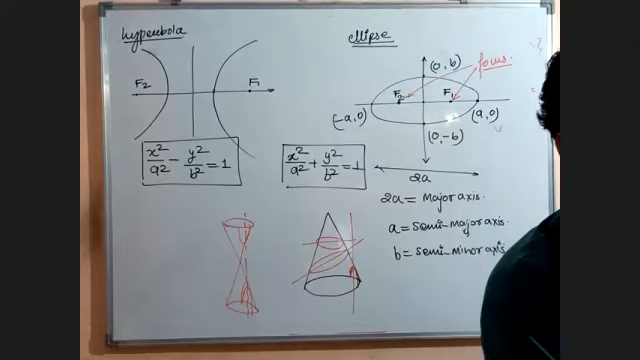 hyperbola
F2
F1
x²/a² - y²/b² = 1
ellipse
(0, b)
focus.
F2
F1
(-a, 0)
(a, 0)
(0, -b)
2a
x²/a² + y²/b² = 1
2a = Major axis.
a = semi-major axis.
b = semi-minor axis